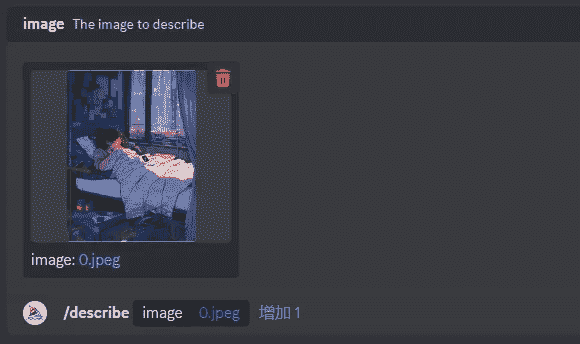 image The image to describe
image: 0.jpeg
/describe image 0.jpeg 增加 1